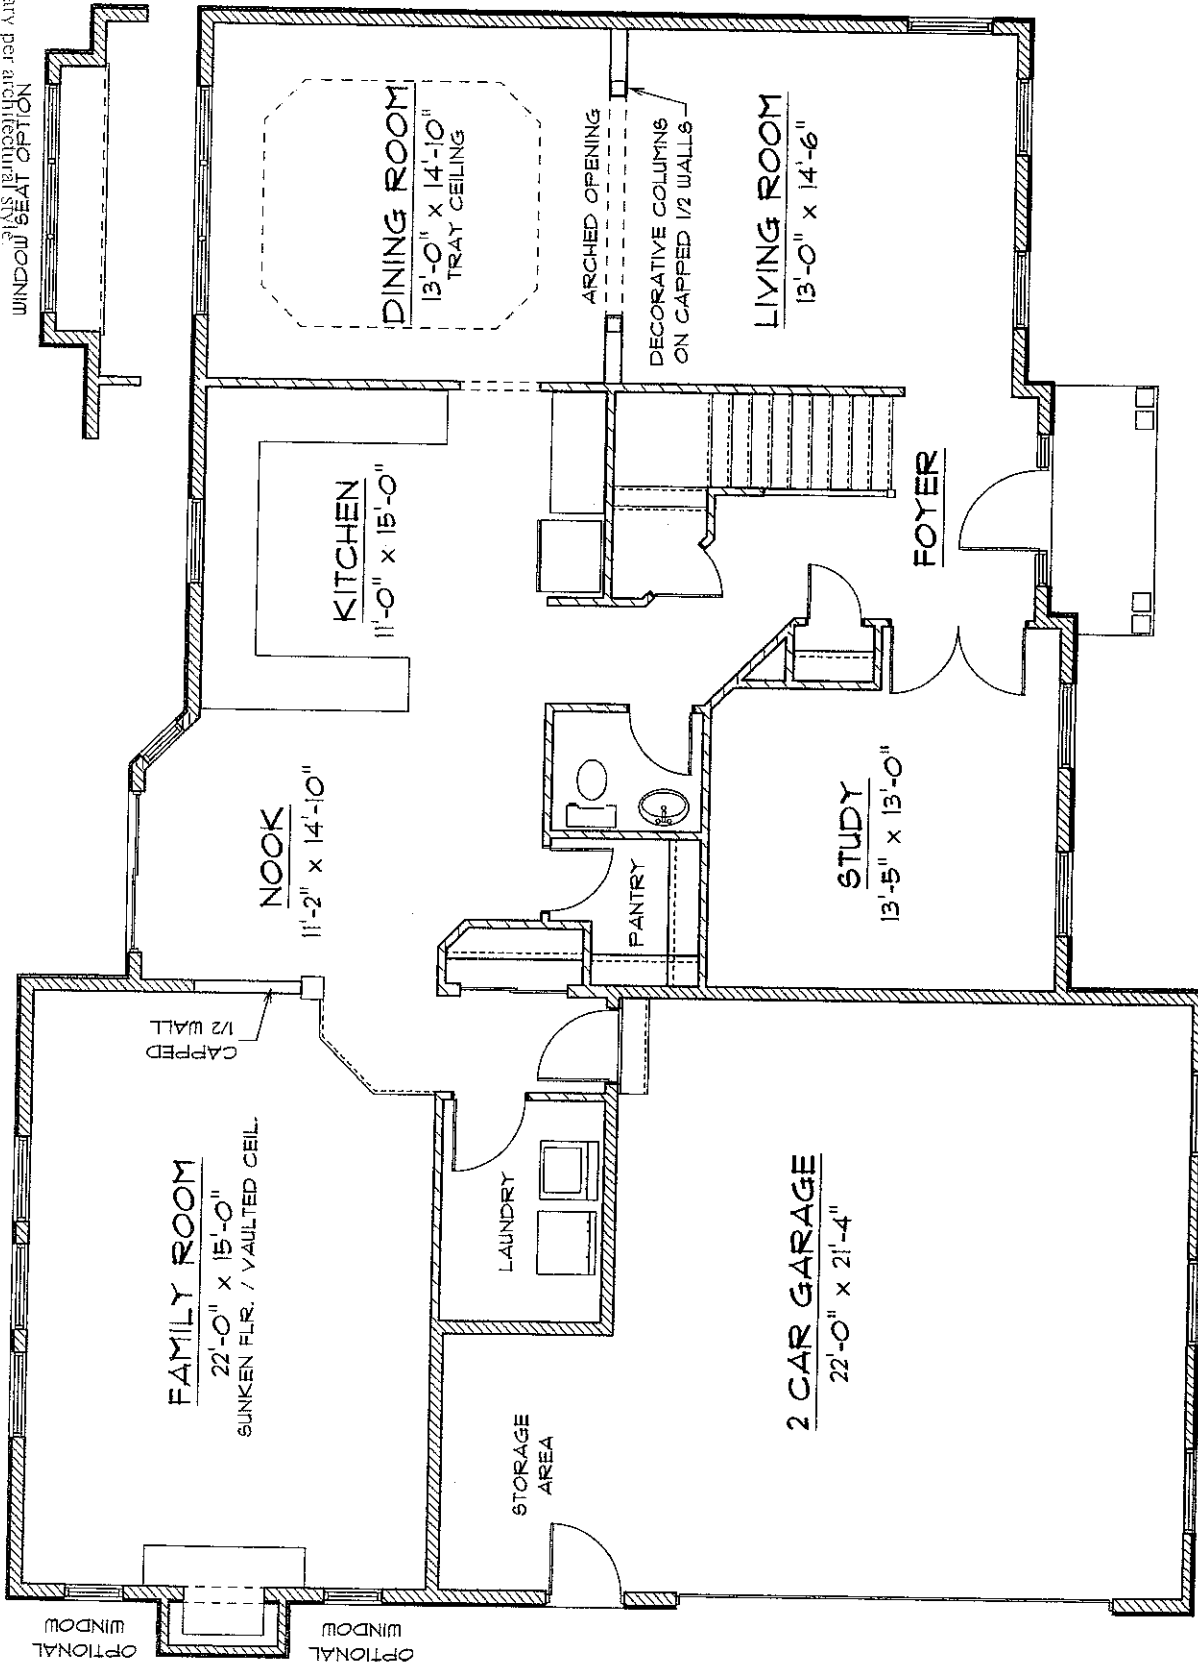 ary per architectural style.
WINDOW SEAT OPTION
DINING ROOM
13'-0" x 14'-10"
TRAY CEILING
ARCHED OPENING
DECORATIVE COLUMNS
ON CAPPED 1/2 WALLS
LIVING ROOM
13'-0" x 14'-6"
KITCHEN
11'-0" x 15'-0"
FOYER
NOOK
11'-2" x 14'-10"
PANTRY
STUDY
13'-5" x 13'-0"
CAPPED
1/2 WALL
FAMILY ROOM
22'-0" x 15'-0"
SUNKEN FLR. / VAULTED CEIL.
LAUNDRY
2 CAR GARAGE
22'-0" x 21'-4"
STORAGE
AREA
OPTIONAL
WINDOW
OPTIONAL
WINDOW